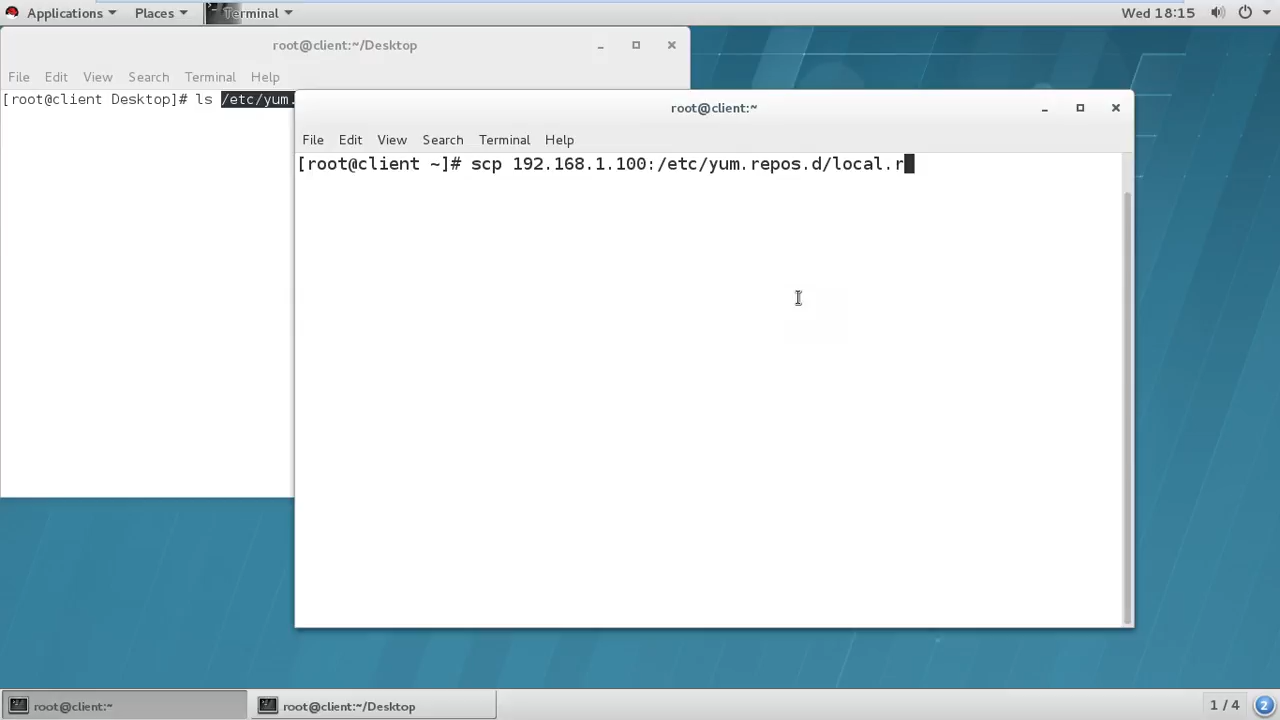 Applications Places Terminal Wed 18:15
root@client:~/Desktop
File Edit View Search Terminal Help
[root@client Desktop]# ls /etc/yum.
root@client:~
File Edit View Search Terminal Help
[root@client ~]# scp 192.168.1.100:/etc/yum.repos.d/local.r
root@client:~ root@client:~/Desktop 1 / 4 2